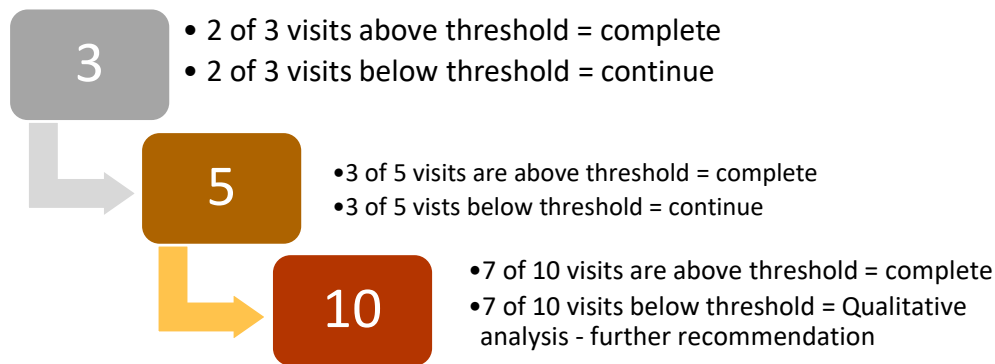 3
• 2 of 3 visits above threshold = complete
• 2 of 3 visits below threshold = continue
5
•3 of 5 visits are above threshold = complete
•3 of 5 vists below threshold = continue
10
•7 of 10 visits are above threshold = complete
•7 of 10 visits below threshold = Qualitative
analysis - further recommendation